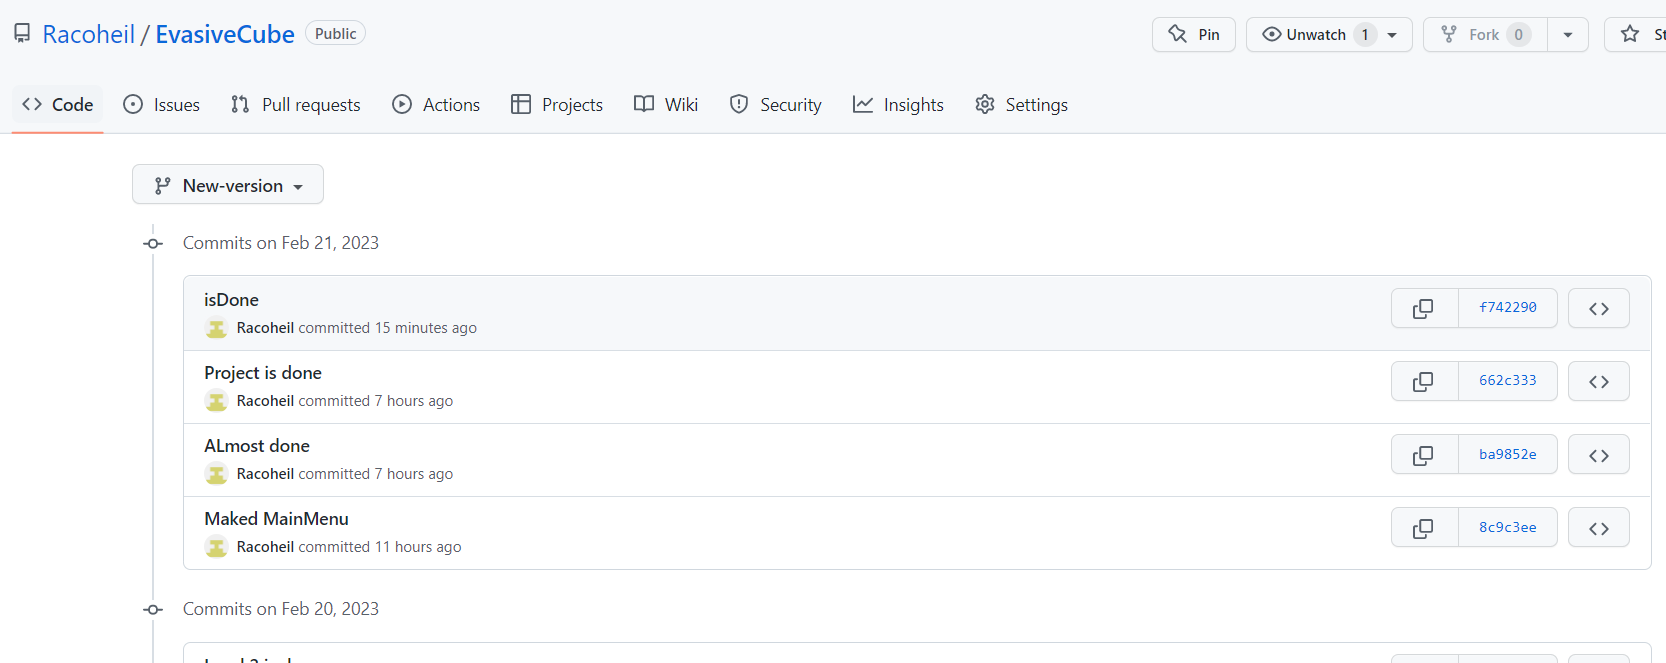 Racoheil / EvasiveCube Public Pin Unwatch 1 Fork 0
Code Issues Pull requests Actions Projects Wiki Security Insights Settings
New-version
Commits on Feb 21, 2023
isDone
Racoheil committed 15 minutes ago f742290
Project is done
Racoheil committed 7 hours ago 662c333
ALmost done
Racoheil committed 7 hours ago ba9852e
Maked MainMenu
Racoheil committed 11 hours ago 8c9c3ee
Commits on Feb 20, 2023